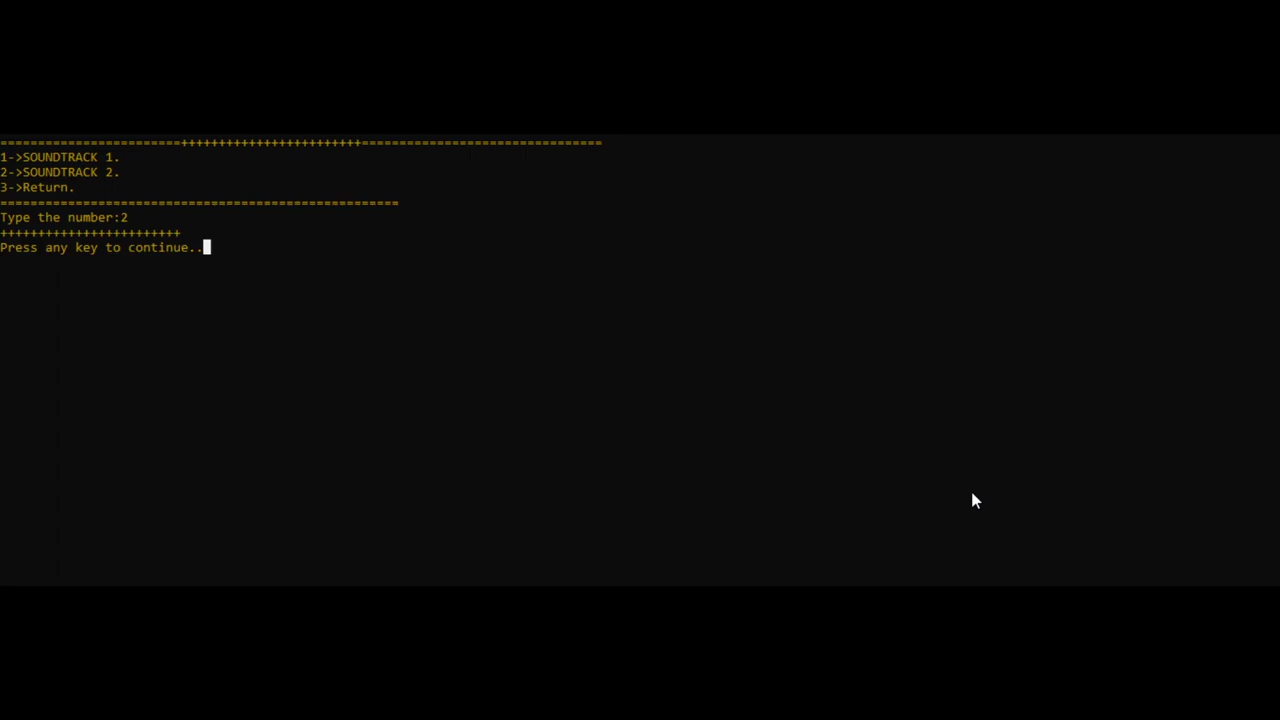 ========================++++++++++++++++++++++++================================
1->SOUNDTRACK 1.
2->SOUNDTRACK 2.
3->Return.
=====================================================
Type the number:2
++++++++++++++++++++++++
Press any key to continue..